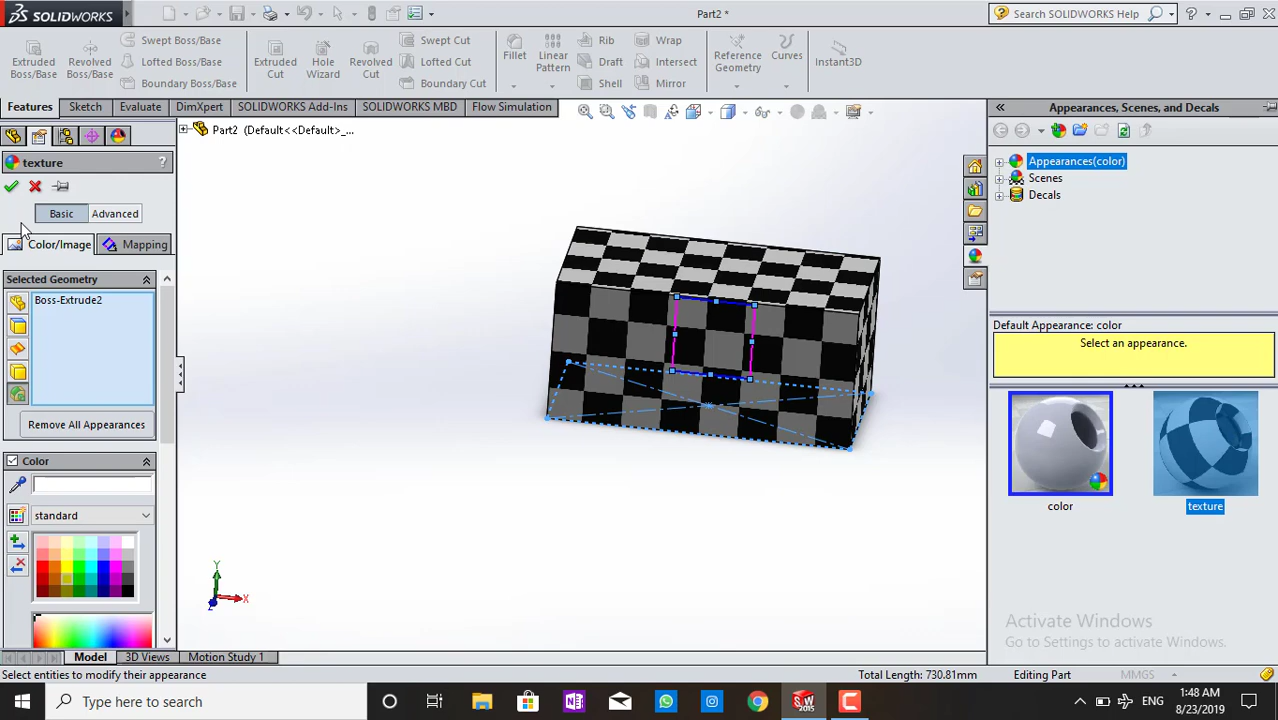 SOLIDWORKS
Part2 *
Search SOLIDWORKS Help
Extruded Boss/Base
Revolved Boss/Base
Swept Boss/Base
Lofted Boss/Base
Boundary Boss/Base
Extruded Cut
Hole Wizard
Revolved Cut
Swept Cut
Lofted Cut
Boundary Cut
Fillet
Linear Pattern
Rib
Draft
Shell
Wrap
Intersect
Mirror
Reference Geometry
Curves
Instant3D
Features
Sketch
Evaluate
DimXpert
SOLIDWORKS Add-Ins
SOLIDWORKS MBD
Flow Simulation
Part2 (Default<<Default>_...
texture
?
Basic
Advanced
Color/Image
Mapping
Selected Geometry
Boss-Extrude2
Remove All Appearances
Color
standard
Y
X
Z
Appearances, Scenes, and Decals
Appearances(color)
Scenes
Decals
Default Appearance: color
Select an appearance.
color
texture
Activate Windows
Go to Settings to activate Windows.
Model
3D Views
Motion Study 1
Select entities to modify their appearance
Total Length: 730.81mm
Editing Part
MMGS
Type here to search
SW
2015
ENG
1:48 AM
8/23/2019